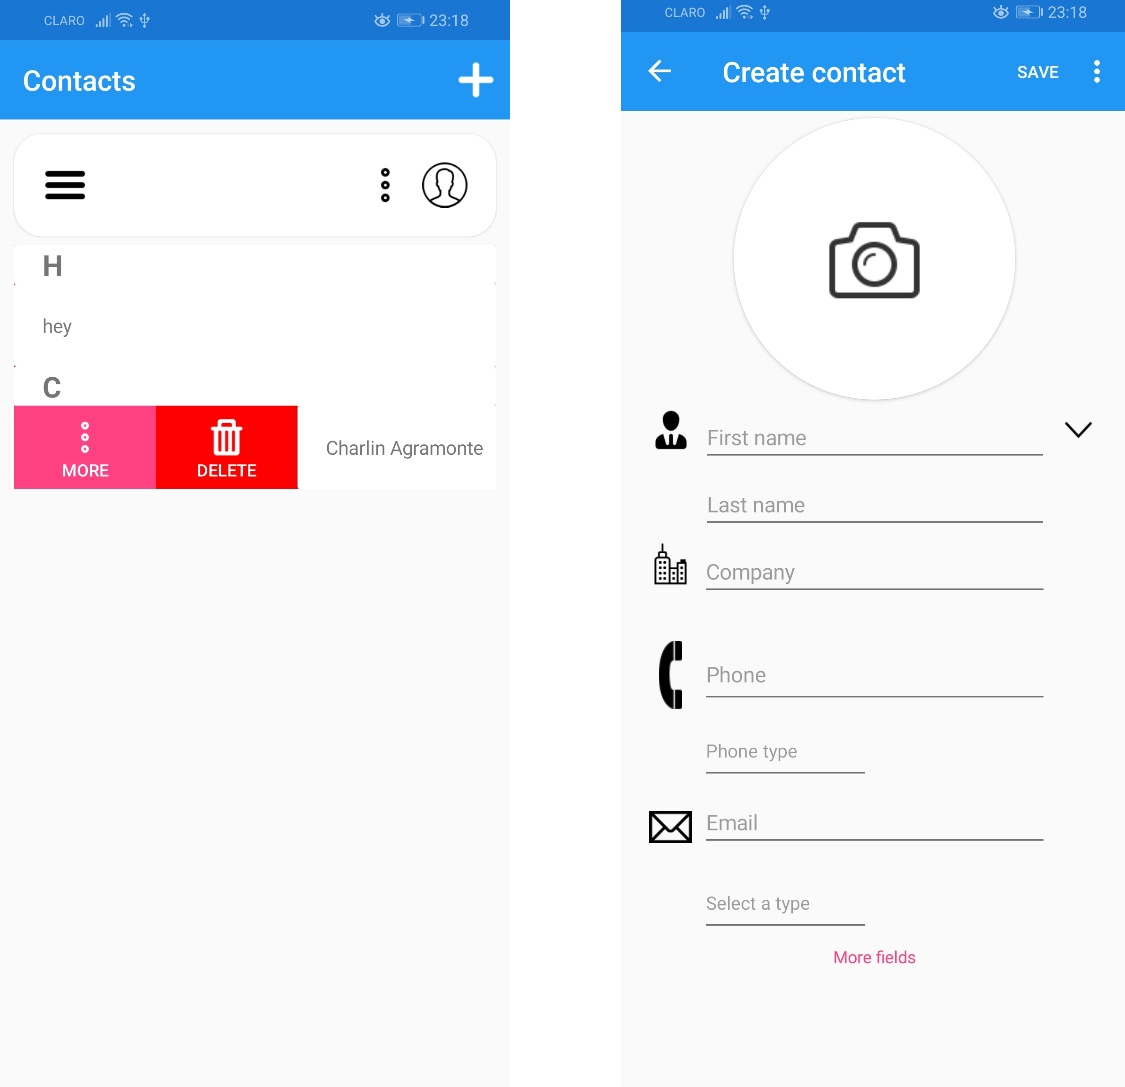 CLARO 23:18
Contacts
H
hey
C
MORE DELETE Charlin Agramonte
CLARO 23:18
Create contact SAVE
First name
Last name
Company
Phone
Phone type
Email
Select a type
More fields